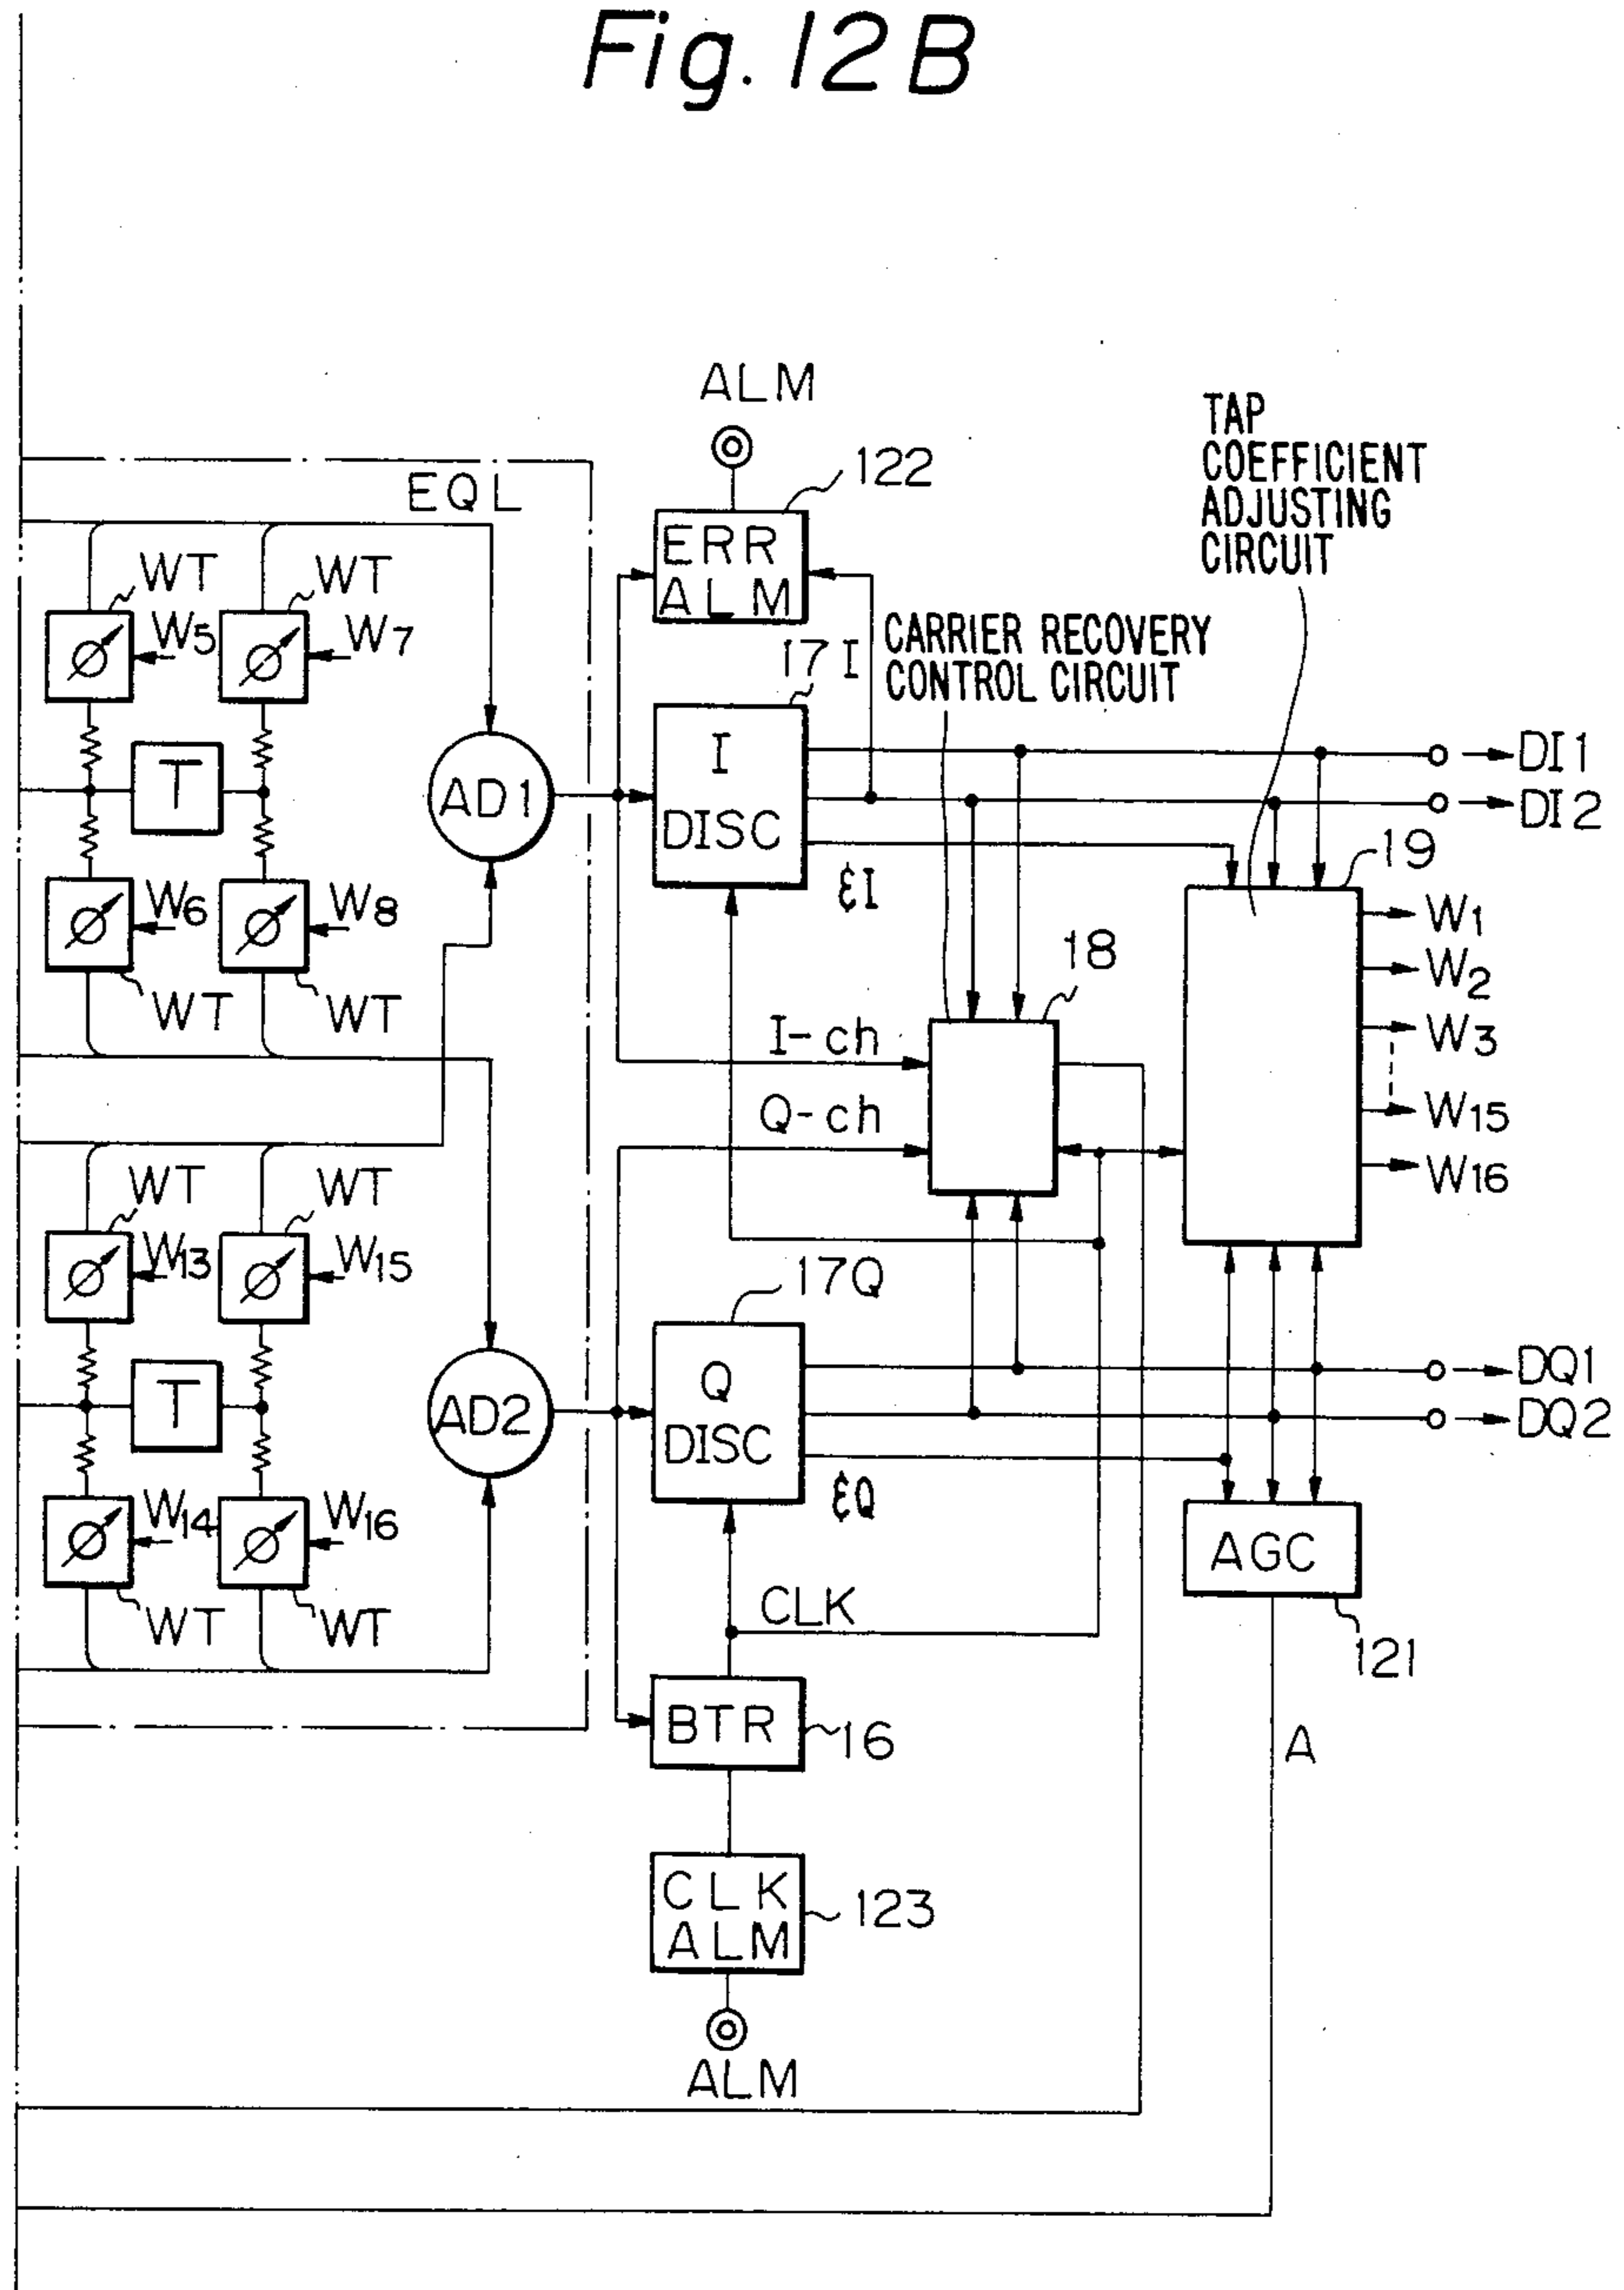 Fig. 12B
ALM
TAP
COEFFICIENT
ADJUSTING
CIRCUIT
122
EQL
ERR
ALM
WT
WT
W5
W7
CARRIER RECOVERY
CONTROL CIRCUIT
17I
I
DISC
T
AD1
DI1
DI2
εI
19
W6
W8
W1
18
W2
WT
WT
I-ch
W3
Q-ch
W15
W16
WT
WT
W13
W15
17Q
Q
DISC
T
AD2
DQ1
DQ2
εQ
W14
W16
AGC
CLK
WT
WT
121
BTR
16
A
CLK
ALM
123
ALM